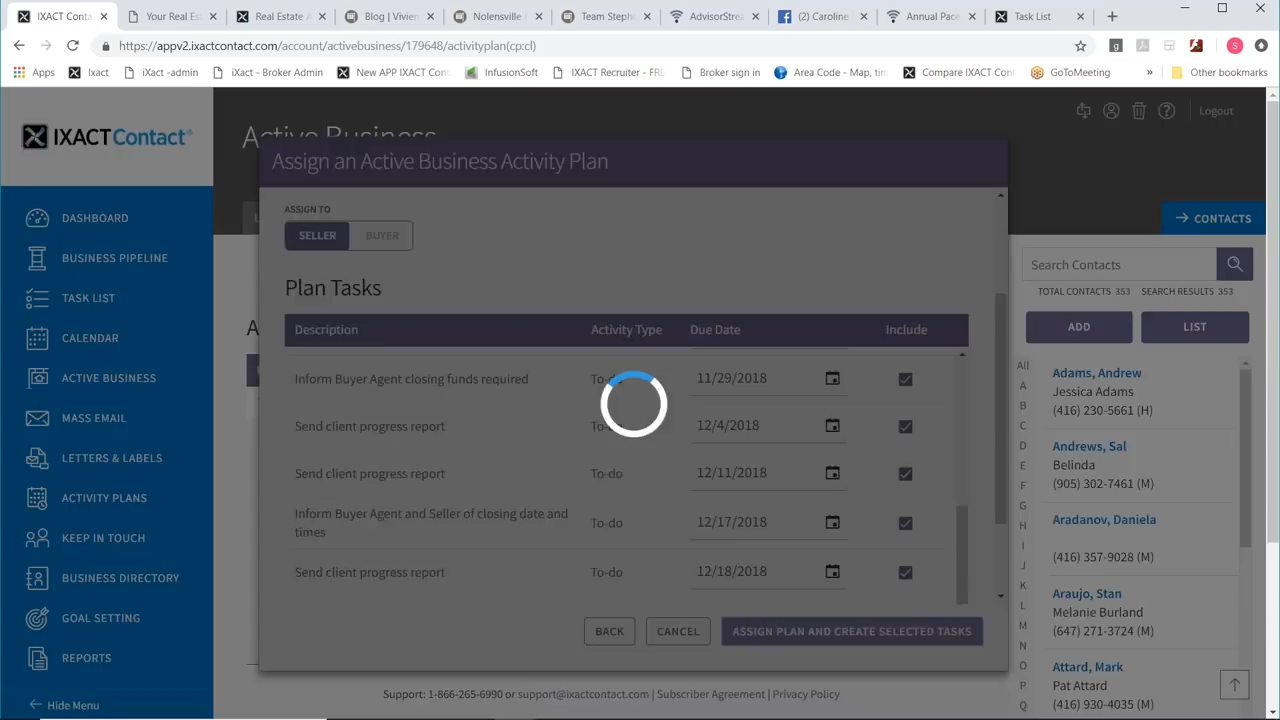 IXACT Conta
Your Real Es
Real Estate A
Blog | Vivien
Nolensville
Team Steph
AdvisorStrea
(2) Caroline
Annual Pace
Task List
https://appv2.ixactcontact.com/account/activebusiness/179648/activityplan(cp:cl)
Apps
Ixact
iXact -admin
iXact - Broker Admin
New APP IXACT Con
InfusionSoft
IXACT Recruiter - FRE
Broker sign in
Area Code - Map, tim
Compare IXACT Cont
GoToMeeting
»
Other bookmarks
IXACTContact®
Active Business
Logout
DASHBOARD
BUSINESS PIPELINE
TASK LIST
CALENDAR
ACTIVE BUSINESS
MASS EMAIL
LETTERS & LABELS
ACTIVITY PLANS
KEEP IN TOUCH
BUSINESS DIRECTORY
GOAL SETTING
REPORTS
Hide Menu
Assign an Active Business Activity Plan
ASSIGN TO
SELLER BUYER
Plan Tasks
Description Activity Type Due Date Include
Inform Buyer Agent closing funds required To-do 11/29/2018
Send client progress report To-do 12/4/2018
Send client progress report To-do 12/11/2018
Inform Buyer Agent and Seller of closing date and
times To-do 12/17/2018
Send client progress report To-do 12/18/2018
BACK CANCEL ASSIGN PLAN AND CREATE SELECTED TASKS
Support: 1-866-265-6990 or support@ixactcontact.com | Subscriber Agreement | Privacy Policy
CONTACTS
Search Contacts
TOTAL CONTACTS 353 SEARCH RESULTS 353
ADD LIST
All
A
B
C
D
E
F
G
H
I
J
K
L
M
N
O
P
Q
Adams, Andrew
Jessica Adams
(416) 230-5661 (H)
Andrews, Sal
Belinda
(905) 302-7461 (M)
Aradanov, Daniela
(416) 357-9028 (M)
Araujo, Stan
Melanie Burland
(647) 271-3724 (M)
Attard, Mark
Pat Attard
(416) 930-4035 (M)